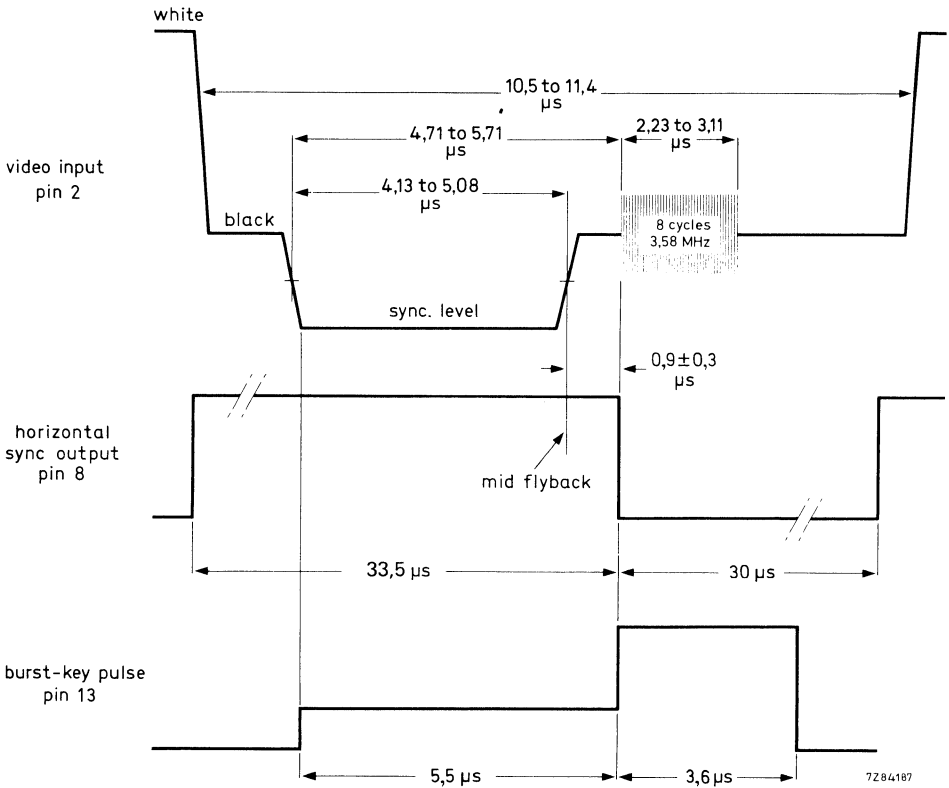 white
10,5 to 11,4
μs
4,71 to 5,71
μs
2,23 to 3,11
μs
video input
pin 2
4,13 to 5,08
μs
black
8 cycles
3,58 MHz
sync. level
0,9±0,3
μs
horizontal
sync output
pin 8
mid flyback
33,5 μs
30 μs
burst-key pulse
pin 13
5,5 μs
3,6 μs
7Z84187